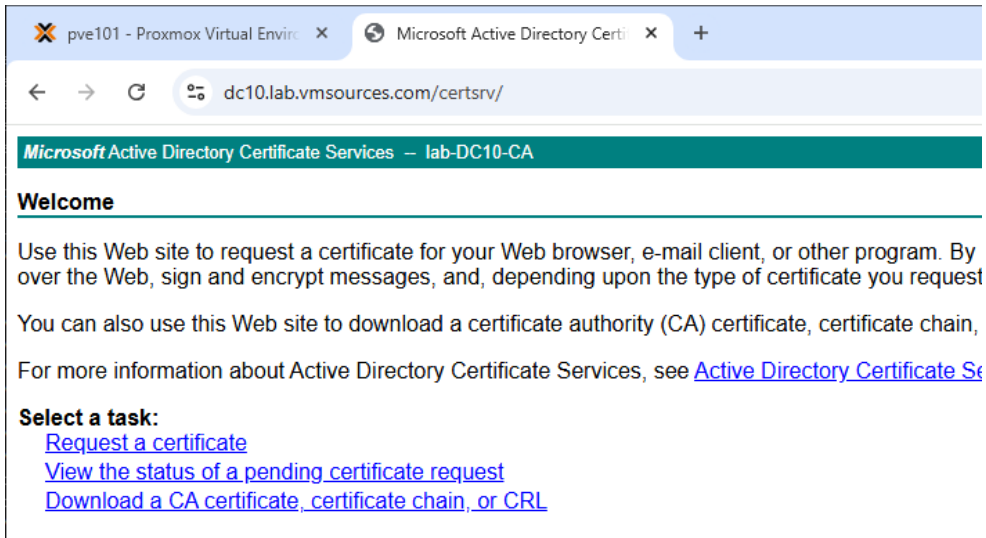 pve101 - Proxmox Virtual Enviro
Microsoft Active Directory Certi
dc10.lab.vmsources.com/certsrv/
Microsoft Active Directory Certificate Services -- lab-DC10-CA
Welcome
Use this Web site to request a certificate for your Web browser, e-mail client, or other program. By
over the Web, sign and encrypt messages, and, depending upon the type of certificate you request
You can also use this Web site to download a certificate authority (CA) certificate, certificate chain,
For more information about Active Directory Certificate Services, see Active Directory Certificate Se
Select a task:
Request a certificate
View the status of a pending certificate request
Download a CA certificate, certificate chain, or CRL